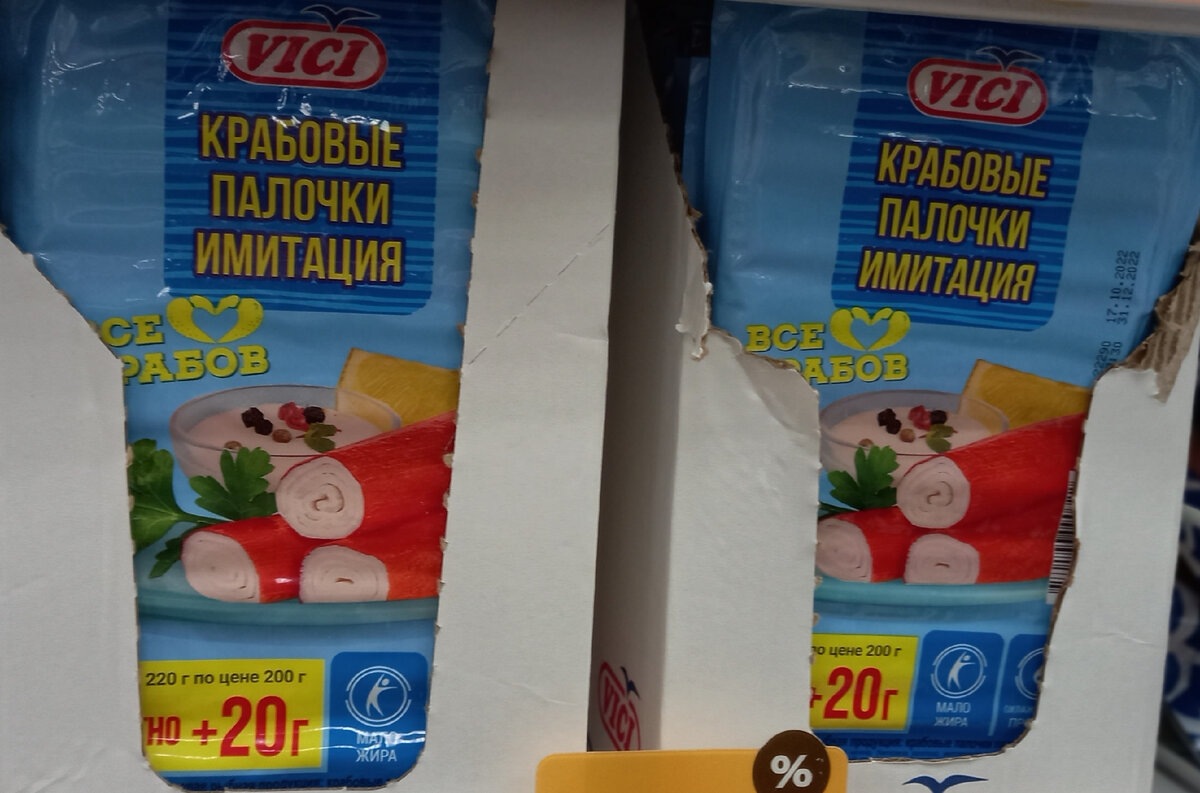 VICI
КРАБОВЫЕ
ПАЛОЧКИ
ИМИТАЦИЯ
ВСЕ
РАБОВ
220 г по цене 200 г
НО +20г
МАЛО
ЖИРА
VICI
VICI
КРАБОВЫЕ
ПАЛОЧКИ
ИМИТАЦИЯ
17.10.2022
31.12.2022
ВСЕ
РАБОВ
по цене 200 г
+20г
МАЛО
ЖИРА
%